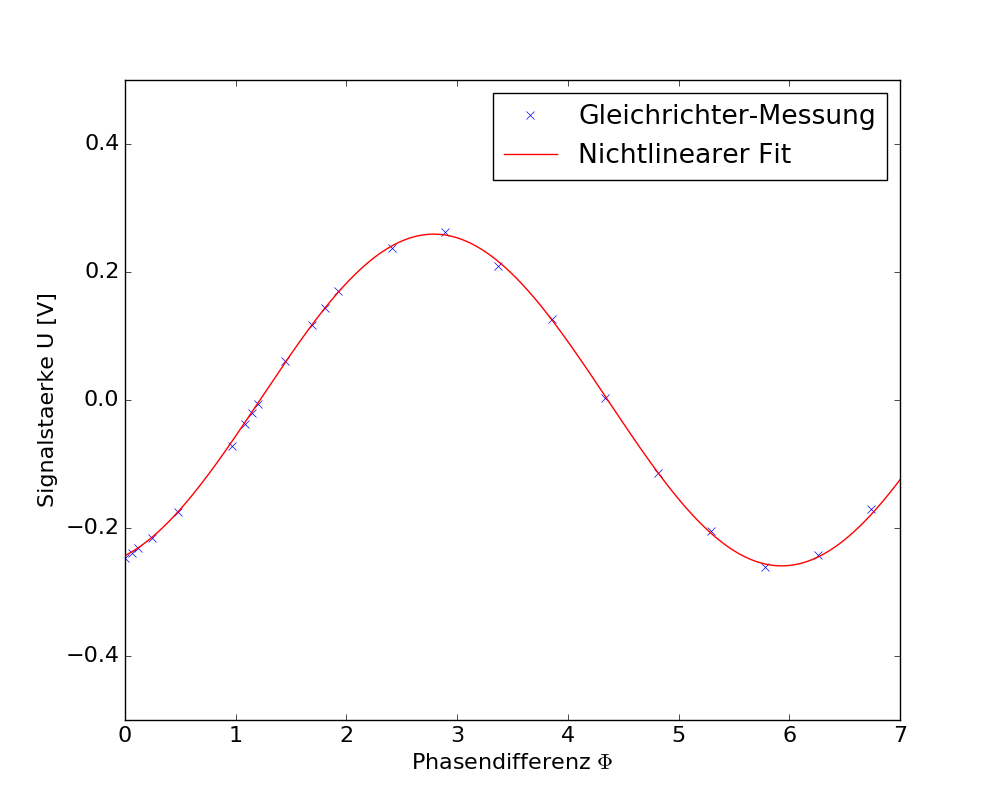 Gleichrichter-Messung
Nichtlinearer Fit
0.4
0.2
0.0
−0.2
−0.4
Signalstaerke U [V]
0 1 2 3 4 5 6 7
Phasendifferenz Φ